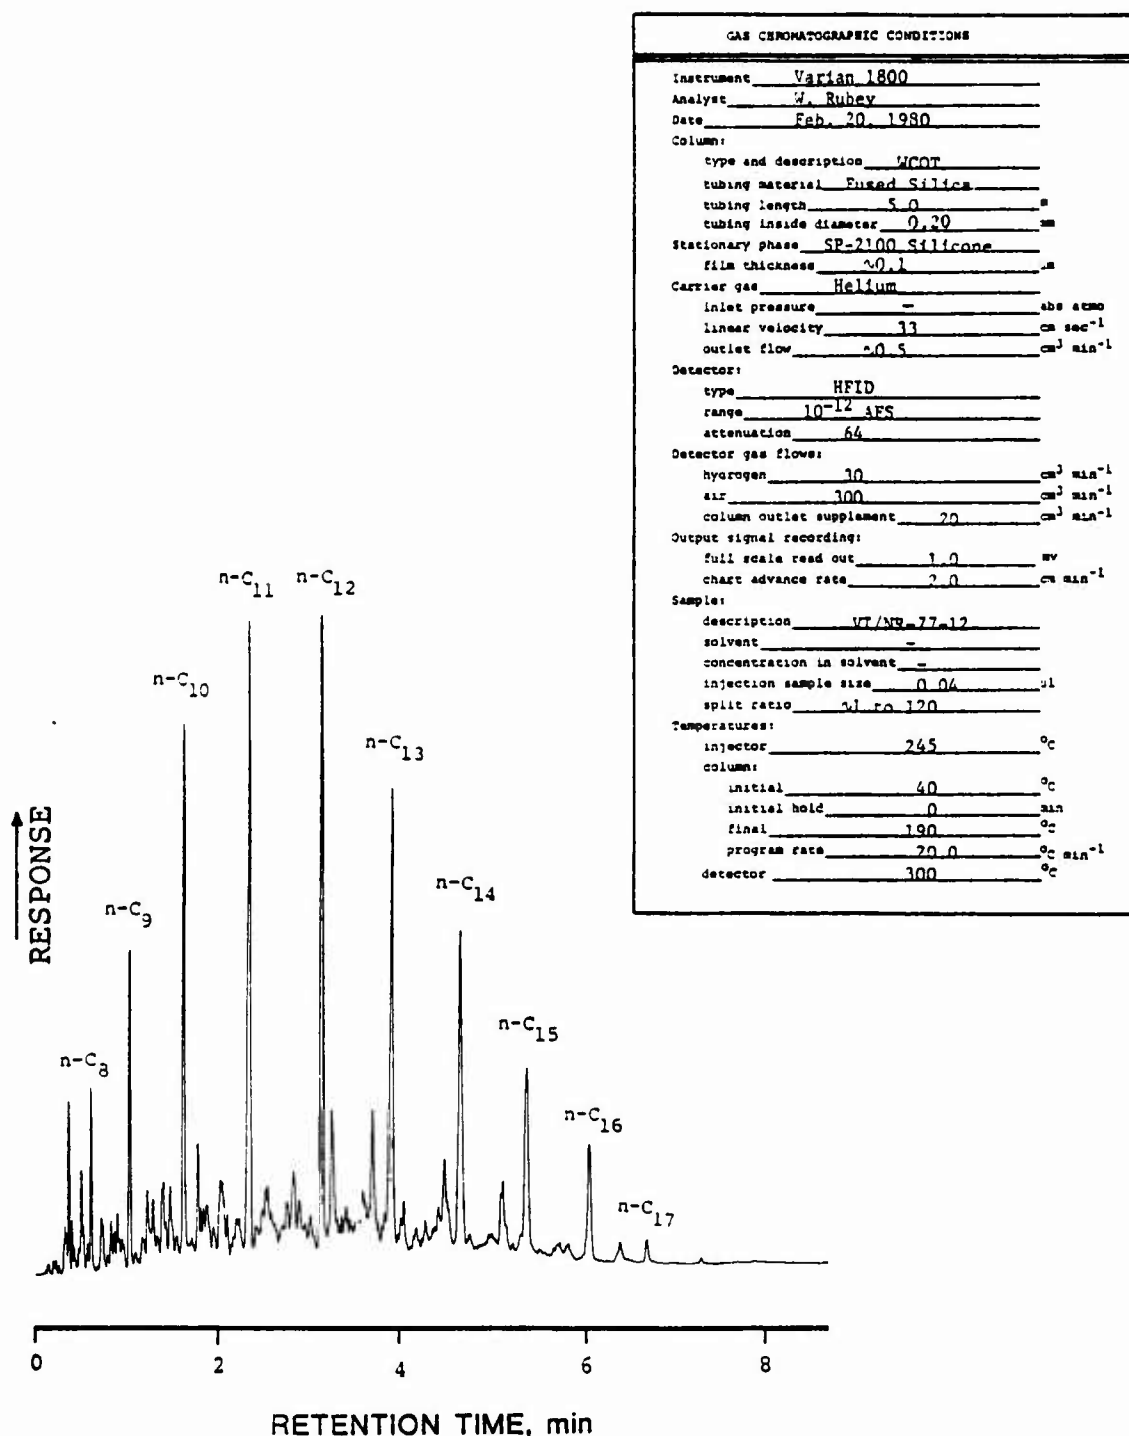 GAS CHROMATOGRAPHIC CONDITIONS
Instrument Varian 1800
Analyst W. Rubey
Date Feb. 20, 1980
Column:
type and description WCOT
tubing material Fused Silica
tubing length 5.0 m
tubing inside diameter 0.20 mm
Stationary phase SP-2100 Silicone
film thickness ~0.1
Carrier gas Helium
inlet pressure - abs atmo
linear velocity 33 cm sec-1
outlet flow ~0.5 cm3 min-1
Detector:
type HFID
range 10-12 AFS
attenuation 64
Detector gas flows:
hydrogen 30 cm3 min-1
air 300 cm3 min-1
column outlet supplement 20 cm3 min-1
Output signal recording:
full scale read out 1.0 mv
chart advance rate 2.0 cm min-1
Sample:
description VI/NR-77-12
solvent -
concentration in solvent -
injection sample size 0.04 ul
split ratio ~1 to 120
Temperatures:
injector 245 °C
column:
initial 40 °C
initial hold 0 min
final 190 °C
program rate 20.0 °C min-1
detector 300 °C
n-C8
n-C9
n-C10
n-C11
n-C12
n-C13
n-C14
n-C15
n-C16
n-C17
RESPONSE
0 2 4 6 8
RETENTION TIME, min